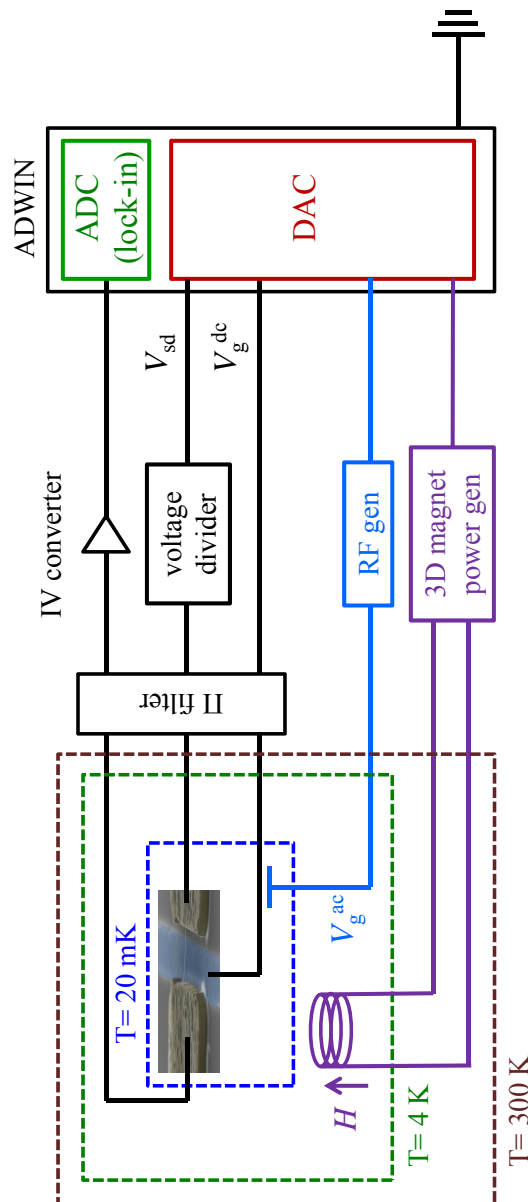 ADWIN
ADC
(lock-in)
DAC
IV converter
V_sd
V_g^dc
voltage
divider
RF gen
3D magnet
power gen
Π filter
T= 20 mK
V_g^ac
H
T= 4 K
T= 300 K